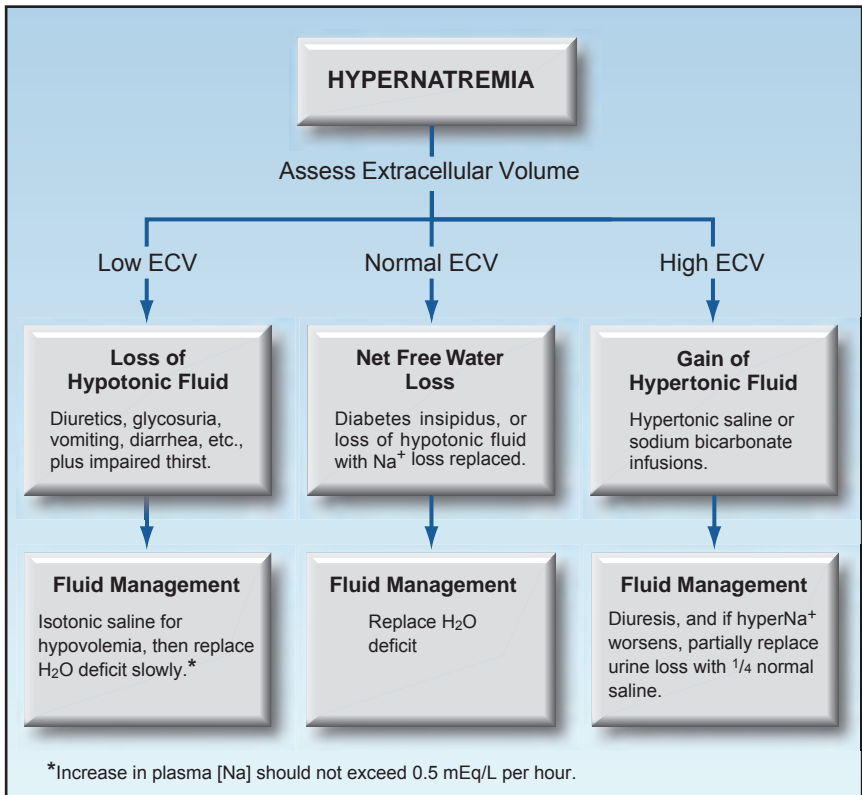 HYPERNATREMIA
Assess Extracellular Volume
Low ECV
Normal ECV
High ECV
Loss of
Hypotonic Fluid
Diuretics, glycosuria,
vomiting, diarrhea, etc.,
plus impaired thirst.
Net Free Water
Loss
Diabetes insipidus, or
loss of hypotonic fluid
with Na+ loss replaced.
Gain of
Hypertonic Fluid
Hypertonic saline or
sodium bicarbonate
infusions.
Fluid Management
Isotonic saline for
hypovolemia, then replace
H2O deficit slowly.*
Fluid Management
Replace H2O
deficit
Fluid Management
Diuresis, and if hyperNa+
worsens, partially replace
urine loss with 1/4 normal
saline.
*Increase in plasma [Na] should not exceed 0.5 mEq/L per hour.